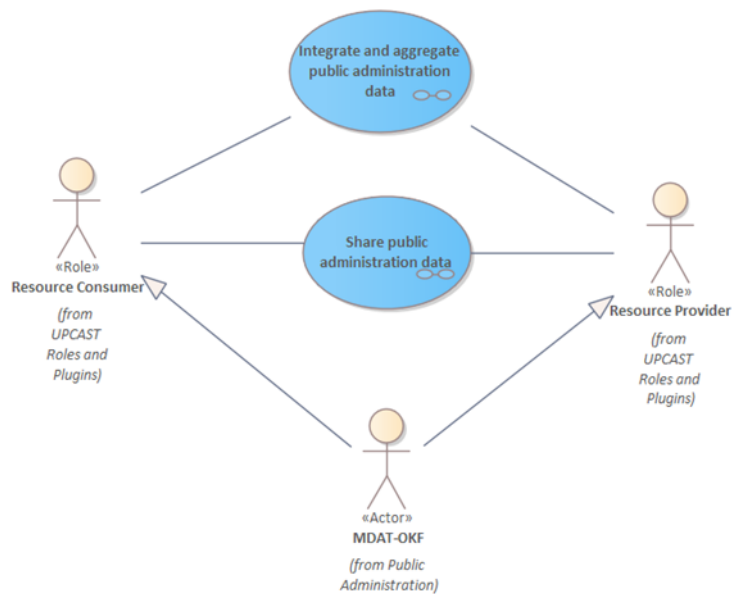 Integrate and aggregate
public administration
data
Share public
administration data
«Role»
Resource Consumer
(from
UPCAST
Roles and
Plugins)
«Role»
Resource Provider
(from
UPCAST
Roles and
Plugins)
«Actor»
MDAT-OKF
(from Public
Administration)